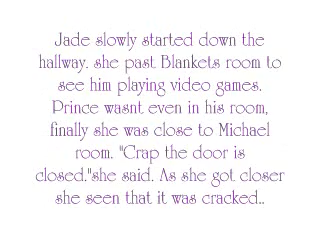 Jade slowly started down the
hallway. she past Blankets room to
see him playing video games.
Prince wasnt even in his room,
finally she was close to Michael
room. "Crap the door is
closed."she said. As she got closer
she seen that it was cracked..